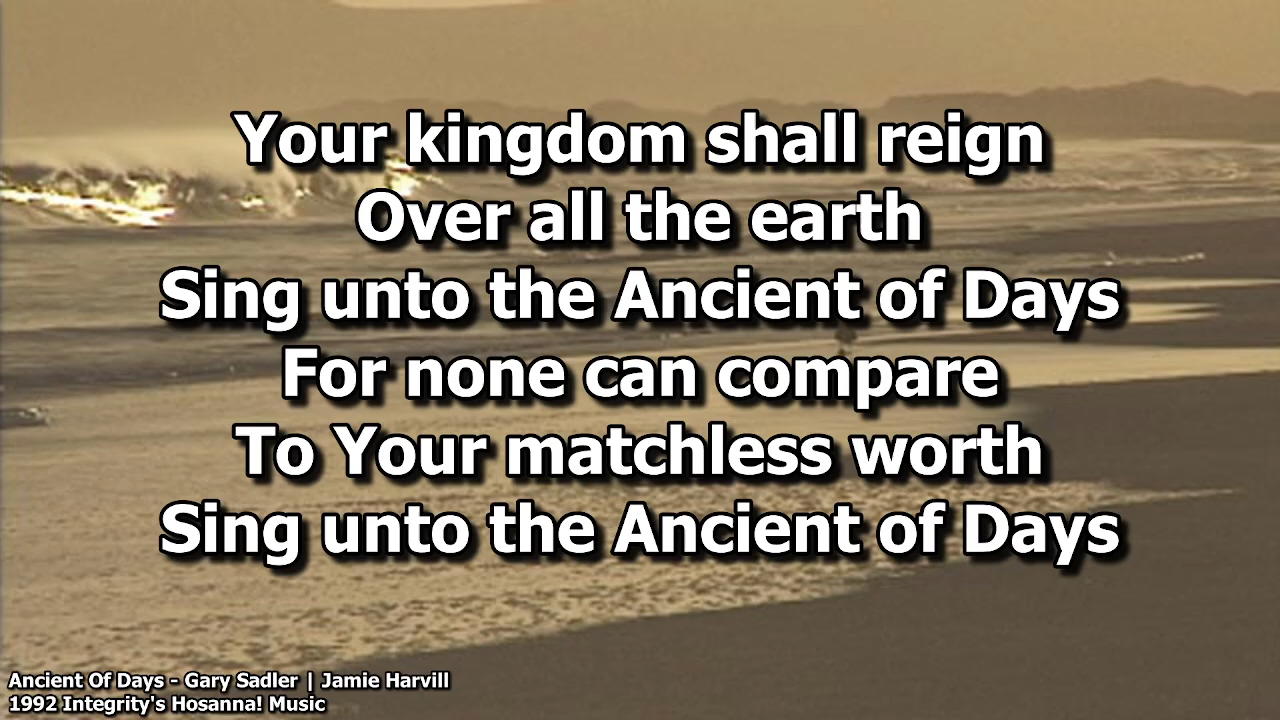 Your kingdom shall reign
Over all the earth
Sing unto the Ancient of Days
For none can compare
To Your matchless worth
Sing unto the Ancient of Days
Ancient Of Days - Gary Sadler | Jamie Harvill
1992 Integrity's Hosanna! Music